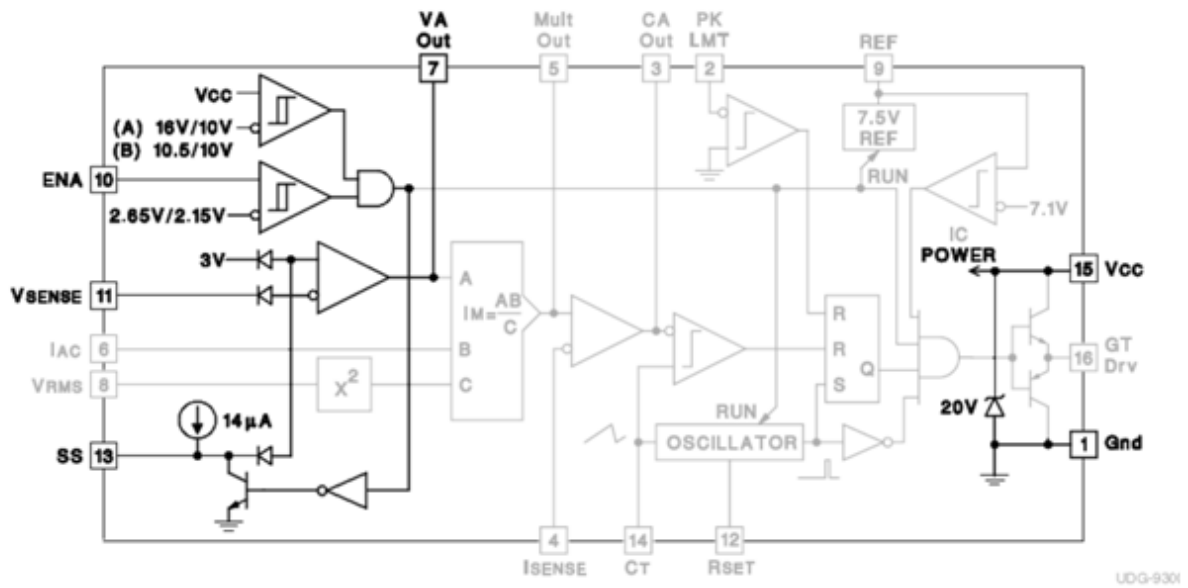 VA Out
7
Mult Out
5
CA Out
3
PK LMT
2
REF
9
VCC
(A) 16V/10V
(B) 10.5/10V
7.5V REF
ENA
10
RUN
2.65V/2.15V
7.1V
IC POWER
3V
15
VCC
VSENSE
11
A
IM= AB/C
R
IAC
6
B
R
16
GT Drv
VRMS
8
X2
C
S
Q
20V
14µA
RUN
OSCILLATOR
SS
13
1
Gnd
4
ISENSE
14
CT
12
RSET